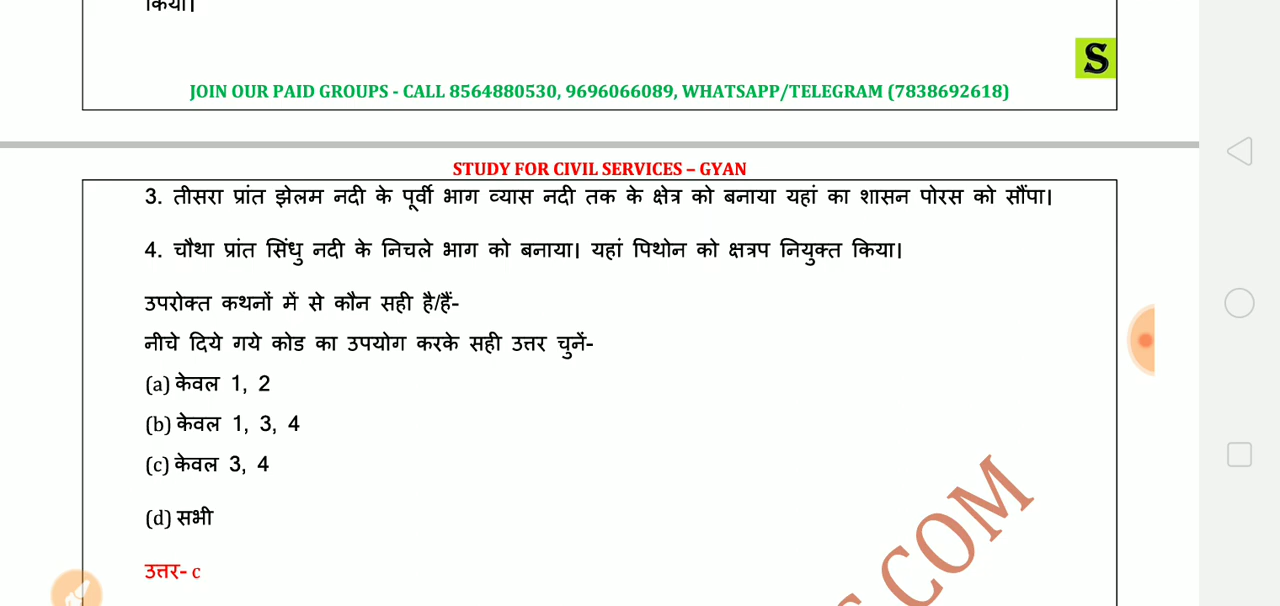 किया।
S
JOIN OUR PAID GROUPS - CALL 8564880530, 9696066089, WHATSAPP/TELEGRAM (7838692618)
STUDY FOR CIVIL SERVICES – GYAN
3. तीसरा प्रांत झेलम नदी के पूर्वी भाग व्यास नदी तक के क्षेत्र को बनाया यहां का शासन पोरस को सौंपा।
4. चौथा प्रांत सिंधु नदी के निचले भाग को बनाया। यहां पिथोन को क्षत्रप नियुक्त किया।
उपरोक्त कथनों में से कौन सही है/हैं-
नीचे दिये गये कोड का उपयोग करके सही उत्तर चुनें-
(a) केवल 1, 2
(b) केवल 1, 3, 4
(c) केवल 3, 4
(d) सभी
उत्तर- c
.COM